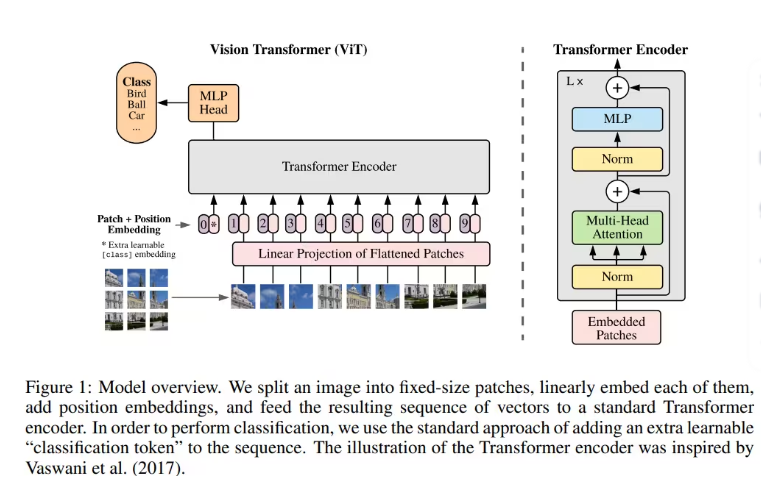 Vision Transformer (ViT)
Transformer Encoder
Class
Bird
Ball
Car
...
MLP
Head
Transformer Encoder
Patch + Position
Embedding
* Extra learnable
[class] embedding
0 * 1 2 3 4 5 6 7 8 9
Linear Projection of Flattened Patches
L x
+
MLP
Norm
+
Multi-Head
Attention
Norm
Embedded
Patches
Figure 1: Model overview. We split an image into fixed-size patches, linearly embed each of them,
add position embeddings, and feed the resulting sequence of vectors to a standard Transformer
encoder. In order to perform classification, we use the standard approach of adding an extra learnable
“classification token” to the sequence. The illustration of the Transformer encoder was inspired by
Vaswani et al. (2017).